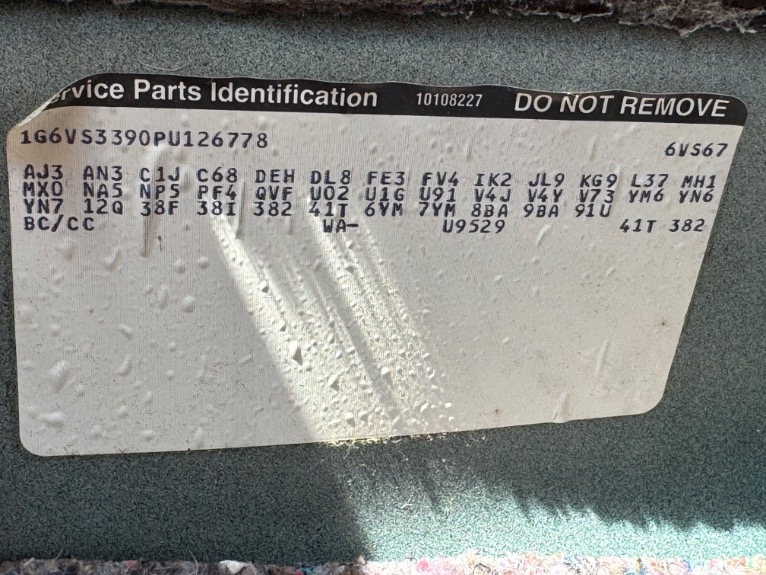 rvice Parts Identification 10108227 DO NOT REMOVE
1G6VS3390PU126778 6VS67
AJ3 AN3 C1J C68 DEH DL8 FE3 FV4 IK2 JL9 KG9 L37 MH1
MX0 NA5 NP5 PF4 QVF UO2 U1G U91 V4J V4Y V73 YM6 YN6
YN7 12Q 38F 38I 382 41T 6YM 7YM 8BA 9BA 91U
BC/CC WA- U9529 41T 382